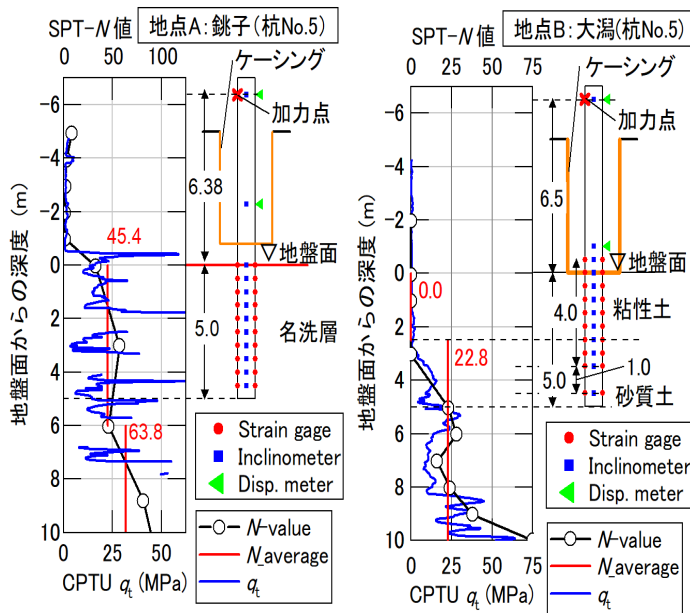 SPT-N値
地点A:銚子(杭No.5)
0 50 100
ケーシング
加力点
地盤面からの深度 (m)
-6
-4
-2
0
2
4
6
8
10
6.38
45.4
地盤面
5.0
名洗層
63.8
Strain gage
Inclinometer
Disp. meter
N-value
N_average
qt
0 25 50
CPTU qt (MPa)
SPT-N値
地点B:大潟(杭No.5)
0 25 50 75
ケーシング
加力点
地盤面からの深度 (m)
-6
-4
-2
0
2
4
6
8
10
6.5
地盤面
0.0
4.0
粘性土
22.8
1.0
5.0
砂質土
Strain gage
Inclinometer
Disp. meter
N-value
N_average
qt
0 25 50 75
CPTU qt (MPa)